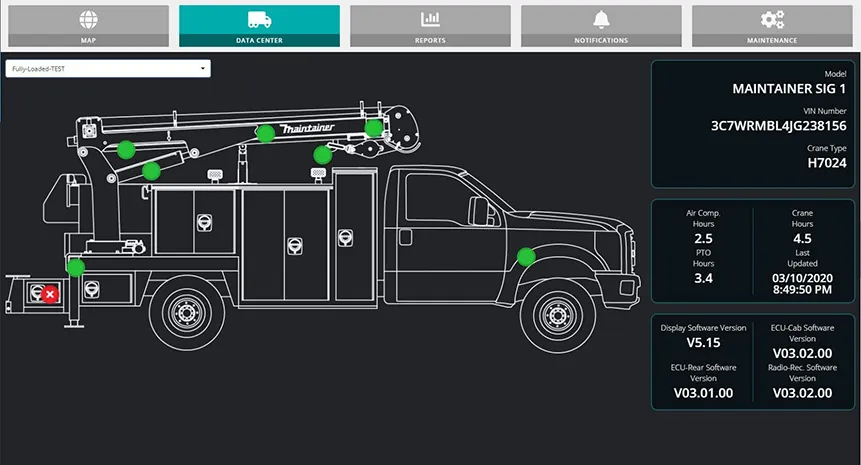 MAP
DATA CENTER
REPORTS
NOTIFICATIONS
MAINTENANCE
Fully-Loaded-TEST
Maintainer
Model
MAINTAINER SIG 1
VIN Number
3C7WRMBL4JG238156
Crane Type
H7024
Air Comp.
Hours
2.5
PTO
Hours
3.4
Crane
Hours
4.5
Last
Updated
03/10/2020
8:49:50 PM
Display Software Version
V5.15
ECU-Rear Software
Version
V03.01.00
ECU-Cab Software
Version
V03.02.00
Radio-Rec. Software
Version
V03.02.00